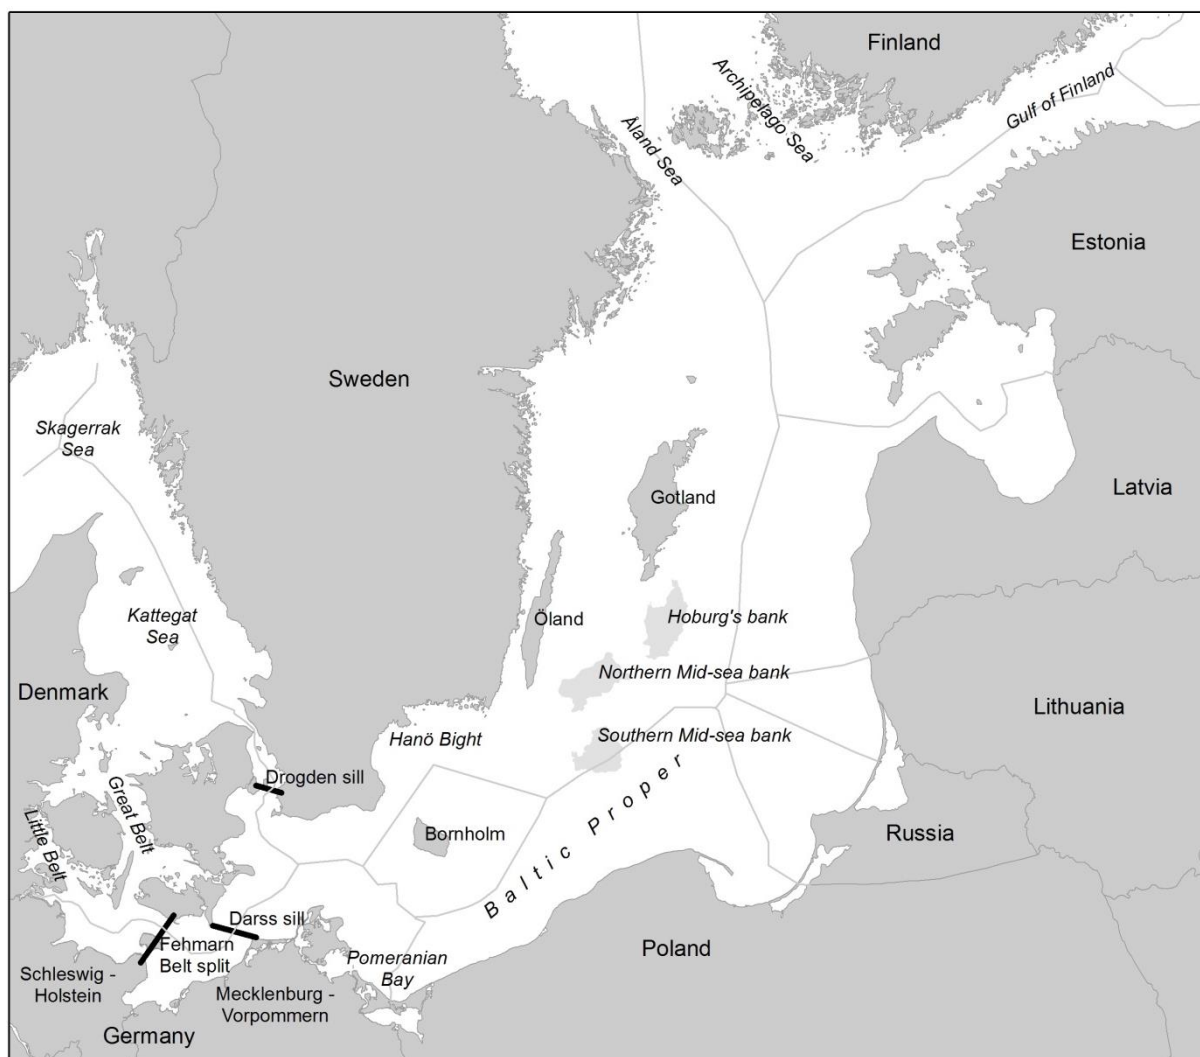 Finland
Archipelago Sea
Gulf of Finland
Åland Sea
Estonia
Sweden
Skagerrak
Sea
Gotland
Latvia
Kattegat
Sea
Öland
Hoburg's bank
Northern Mid-sea bank
Denmark
Lithuania
Hanö Bight
Southern Mid-sea bank
Drogden sill
Great Belt
Little Belt
Bornholm
Baltic Proper
Russia
Darss sill
Fehmarn
Belt split
Poland
Pomeranian
Bay
Schleswig -
Holstein
Mecklenburg -
Vorpommern
Germany